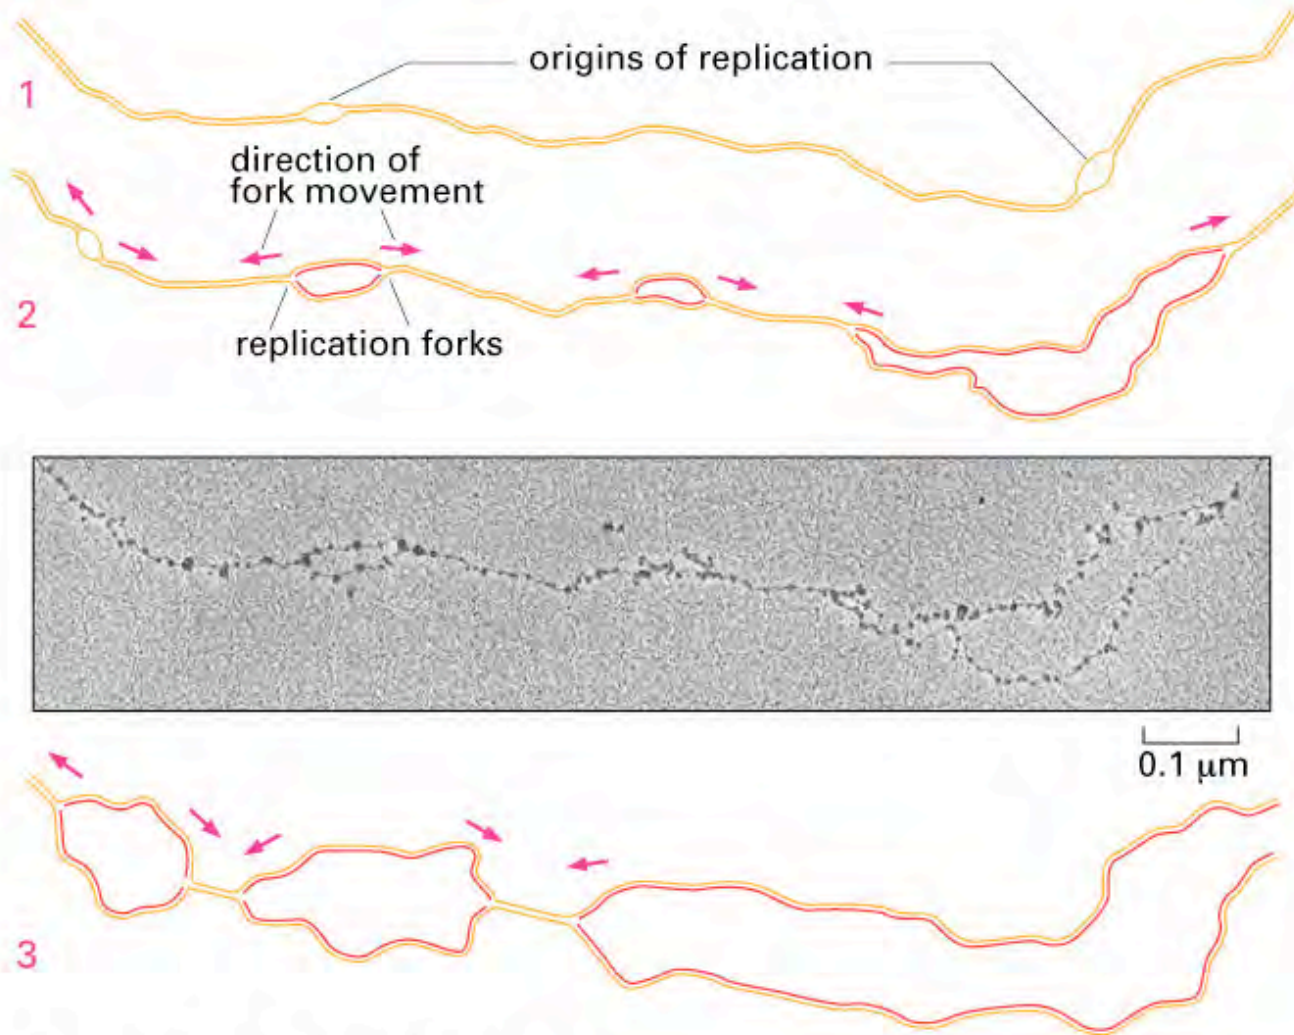 origins of replication
1
direction of
fork movement
2
replication forks
0.1 μm
3